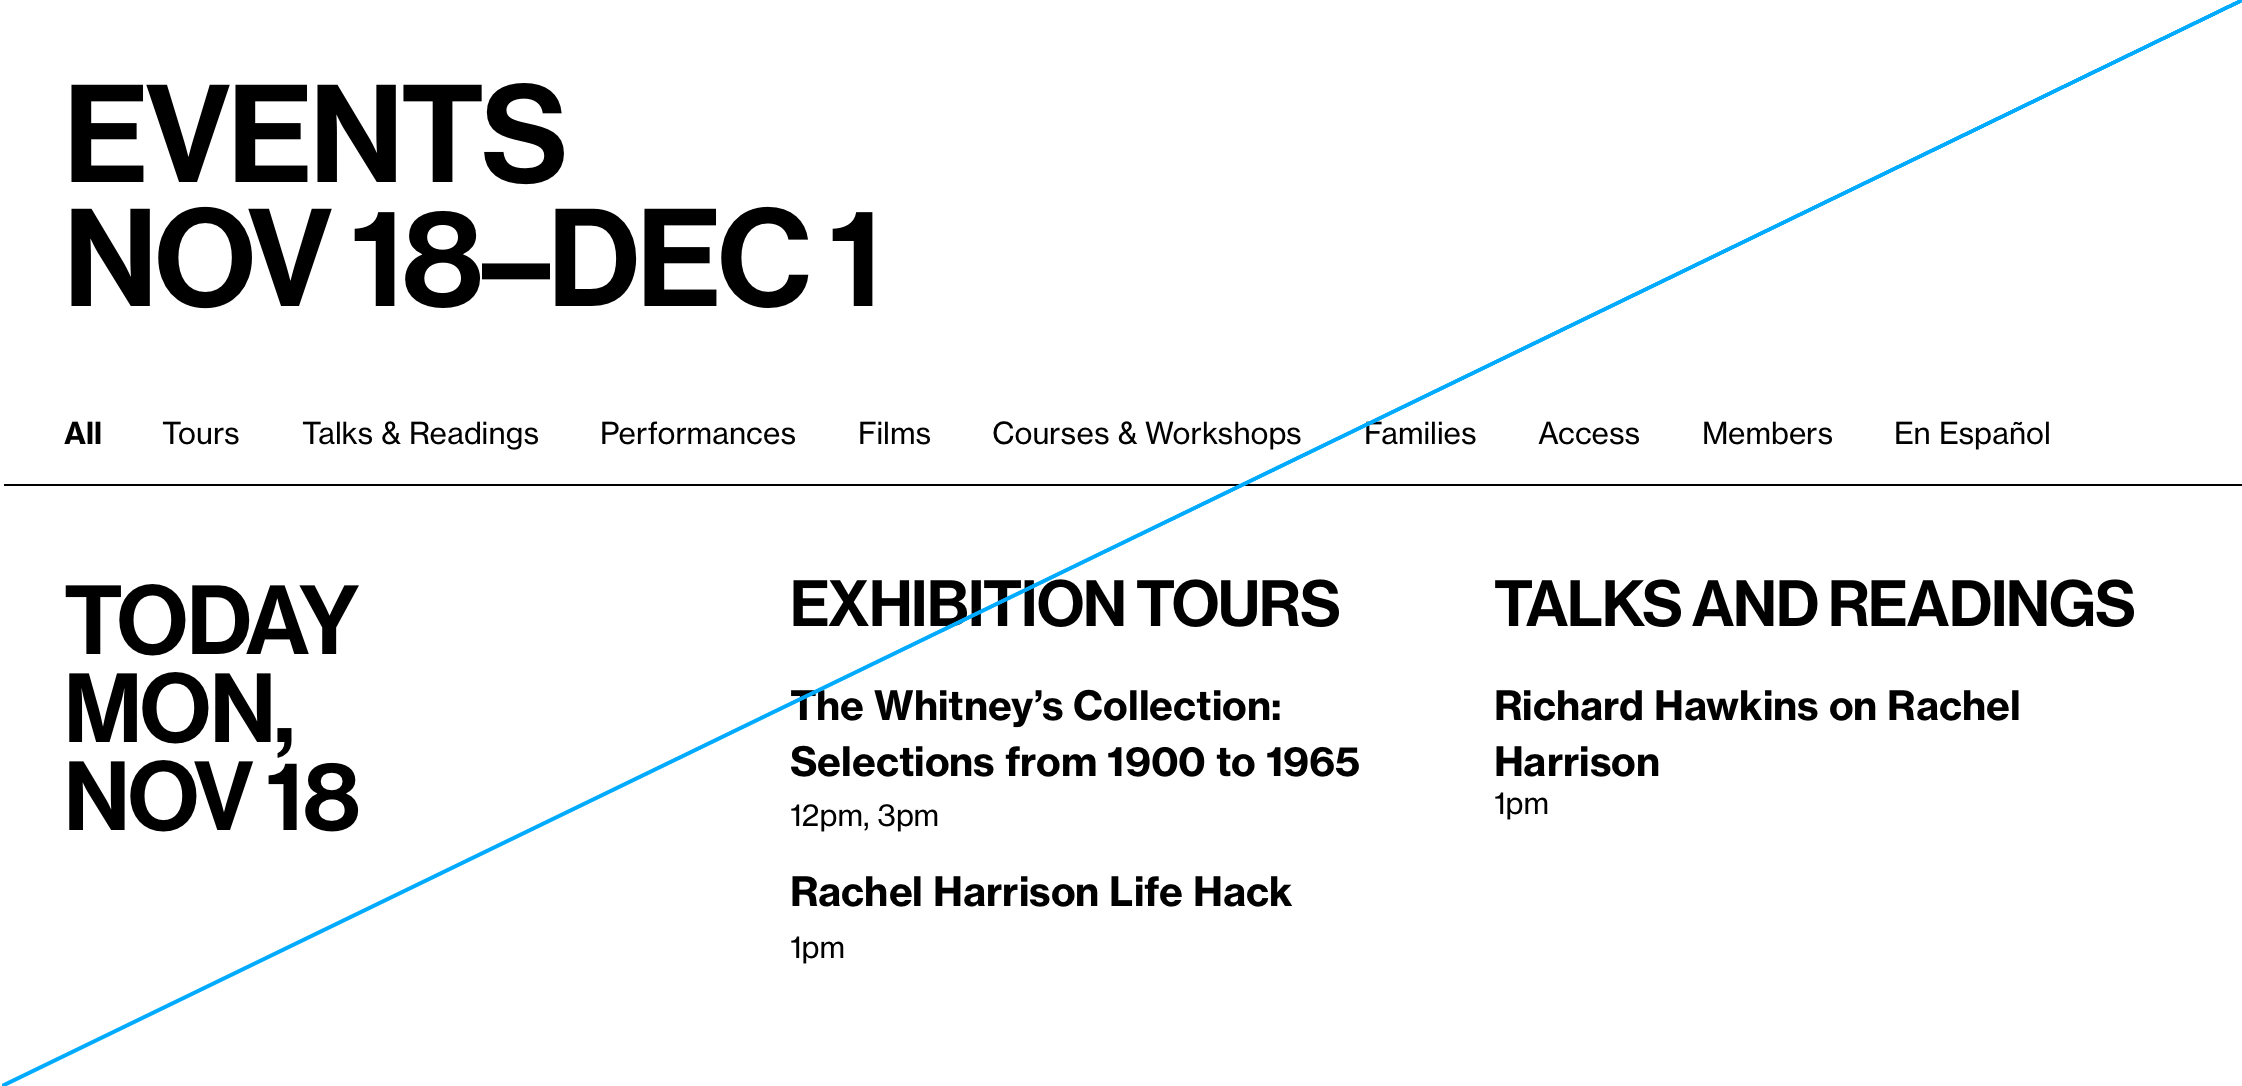 EVENTS
NOV 18–DEC 1
All Tours Talks & Readings Performances Films Courses & Workshops Families Access Members En Español
TODAY
MON,
NOV 18
EXHIBITION TOURS
The Whitney’s Collection:
Selections from 1900 to 1965
12pm, 3pm
Rachel Harrison Life Hack
1pm
TALKS AND READINGS
Richard Hawkins on Rachel
Harrison
1pm